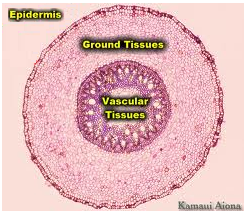 Epidermis
Ground Tissues
Vascular
Tissues
Kamaui Aiona